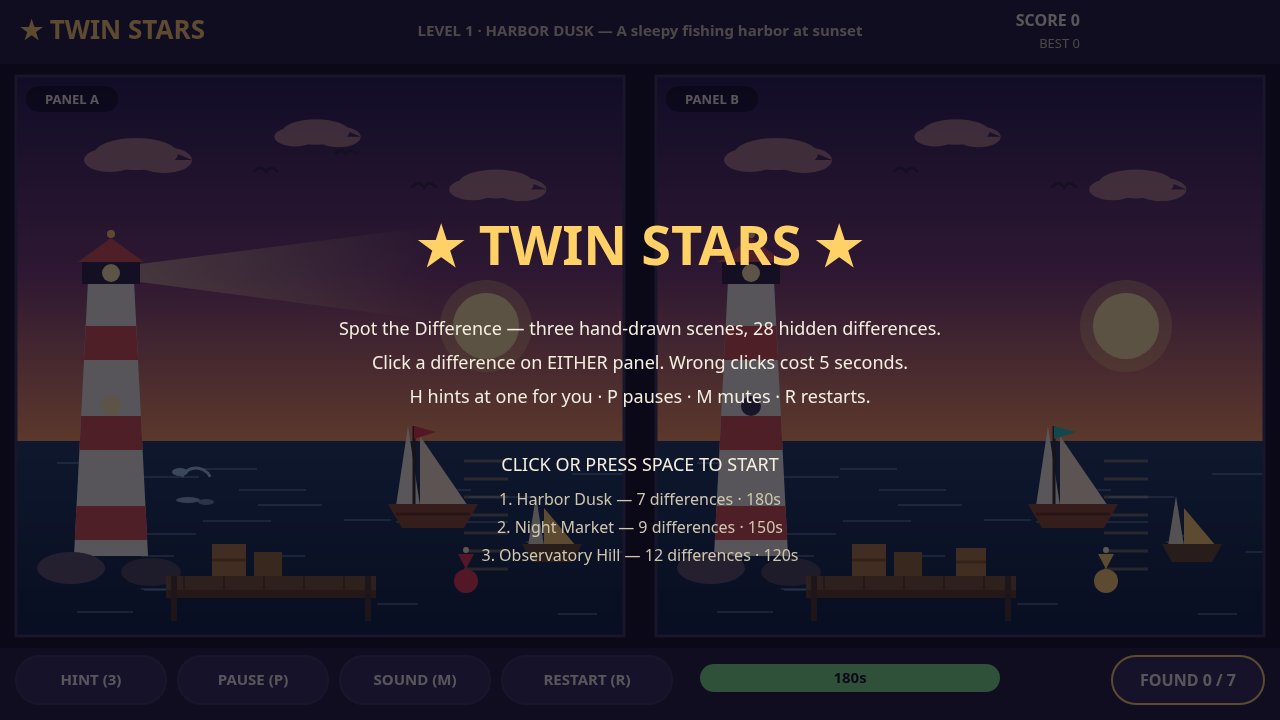 ★ TWIN STARS
LEVEL 1 · HARBOR DUSK — A sleepy fishing harbor at sunset
SCORE 0
BEST 0
PANEL A
PANEL B
★ TWIN STARS ★
Spot the Difference — three hand-drawn scenes, 28 hidden differences.
Click a difference on EITHER panel. Wrong clicks cost 5 seconds.
H hints at one for you · P pauses · M mutes · R restarts.
CLICK OR PRESS SPACE TO START
1. Harbor Dusk — 7 differences · 180s
2. Night Market — 9 differences · 150s
3. Observatory Hill — 12 differences · 120s
HINT (3)
PAUSE (P)
SOUND (M)
RESTART (R)
180s
FOUND 0 / 7